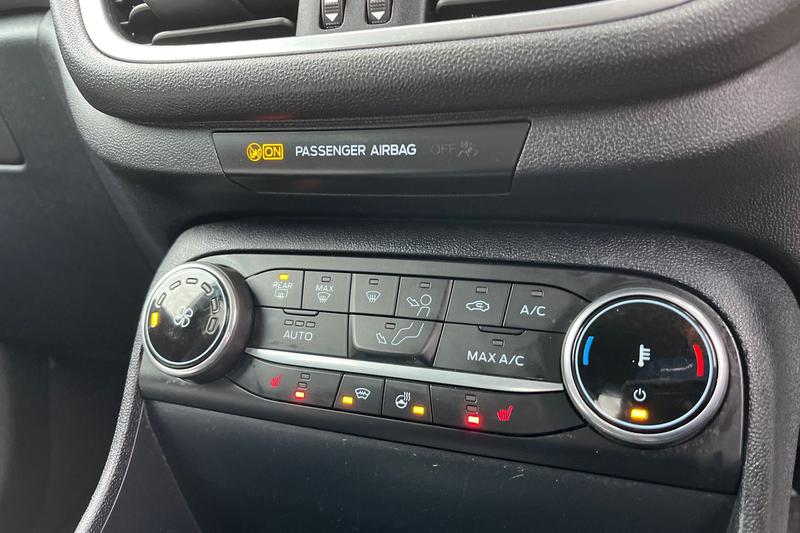 ON PASSENGER AIRBAG OFF
REAR MAX
AUTO A/C
MAX A/C